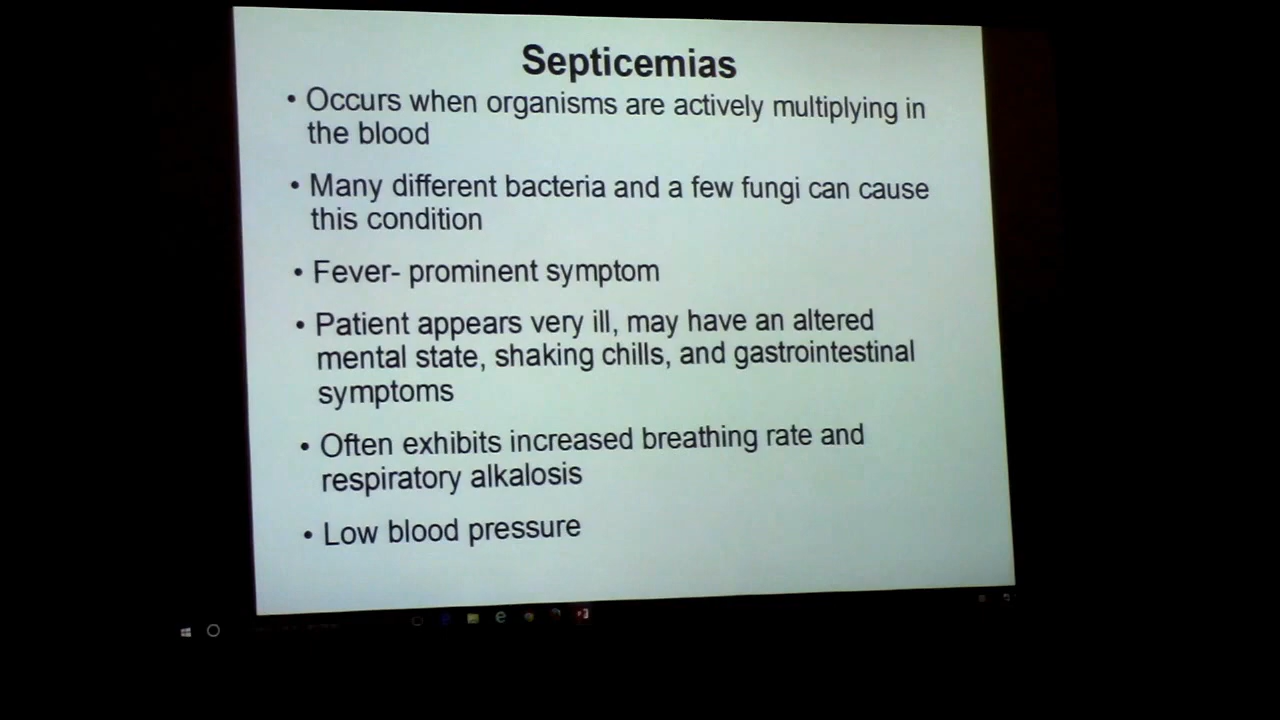 Septicemias
• Occurs when organisms are actively multiplying in
the blood
• Many different bacteria and a few fungi can cause
this condition
• Fever- prominent symptom
• Patient appears very ill, may have an altered
mental state, shaking chills, and gastrointestinal
symptoms
• Often exhibits increased breathing rate and
respiratory alkalosis
• Low blood pressure